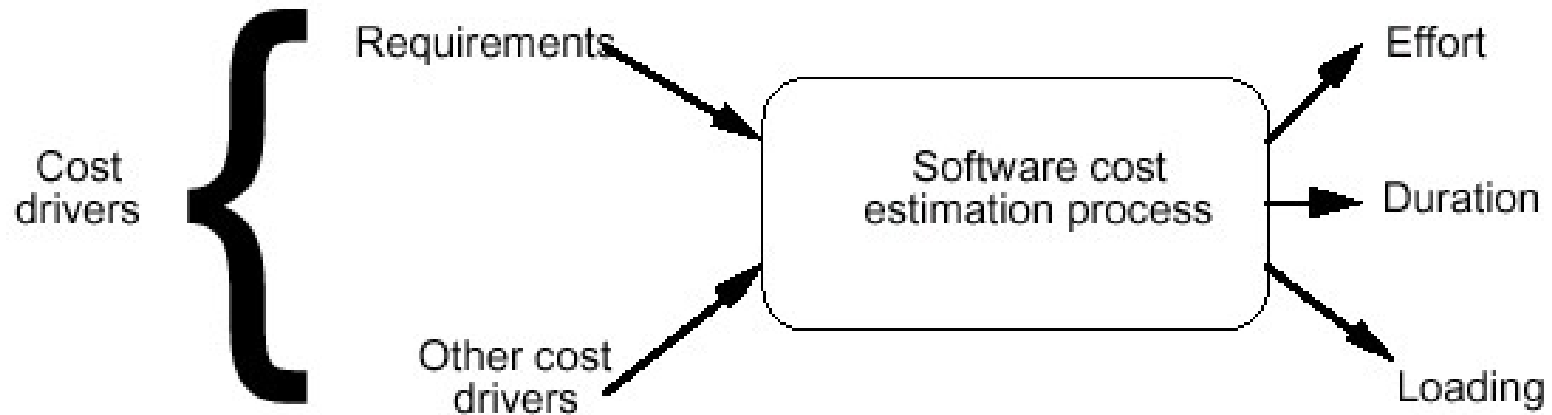 Cost
drivers
Requirements
Other cost
drivers
Software cost
estimation process
Effort
Duration
Loading